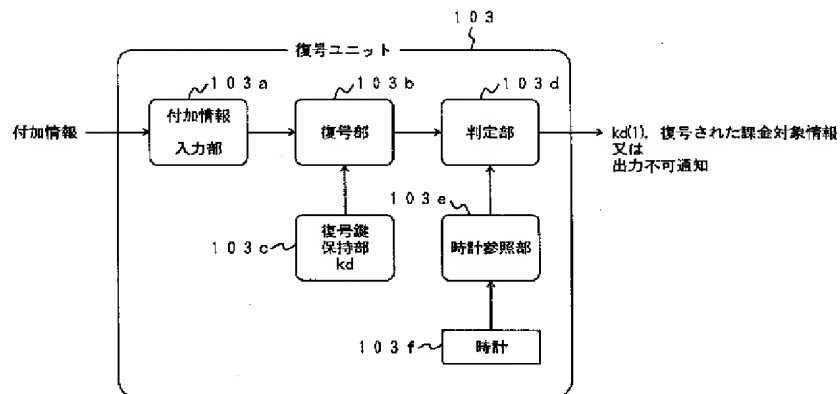 103
復号ユニット
103a
103b
103d
付加情報
付加情報
入力部
復号部
判定部
kd(1), 復号された課金対象情報
又は
出力不可通知
103e
103c
復号鍵
保持部
kd
時計参照部
103f
時計